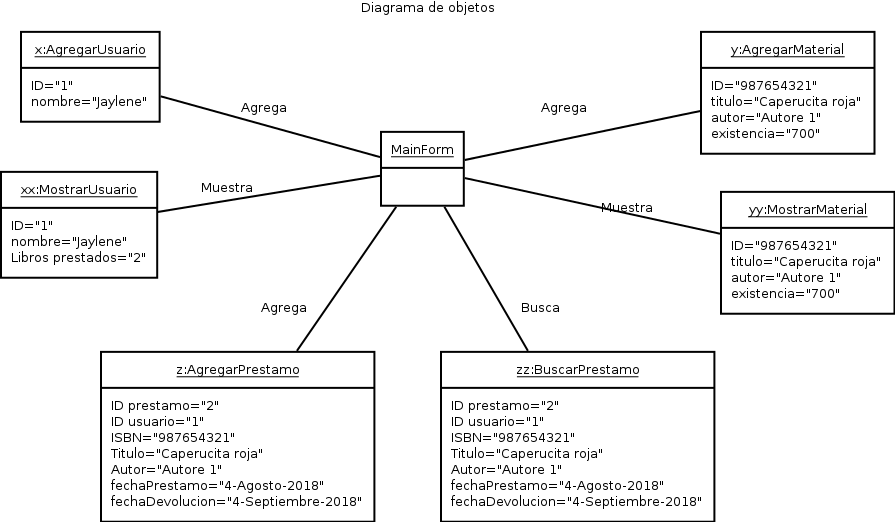 Diagrama de objetos
x:AgregarUsuario
ID="1"
nombre="Jaylene"
Agrega
Agrega
y:AgregarMaterial
ID="987654321"
titulo="Caperucita roja"
autor="Autore 1"
existencia="700"
MainForm
xx:MostrarUsuario
ID="1"
nombre="Jaylene"
Libros prestados="2"
Muestra
Muestra
yy:MostrarMaterial
ID="987654321"
titulo="Caperucita roja"
autor="Autore 1"
existencia="700"
Agrega
Busca
z:AgregarPrestamo
ID prestamo="2"
ID usuario="1"
ISBN="987654321"
Titulo="Caperucita roja"
Autor="Autore 1"
fechaPrestamo="4-Agosto-2018"
fechaDevolucion="4-Septiembre-2018"
zz:BuscarPrestamo
ID prestamo="2"
ID usuario="1"
ISBN="987654321"
Titulo="Caperucita roja"
Autor="Autore 1"
fechaPrestamo="4-Agosto-2018"
fechaDevolucion="4-Septiembre-2018"